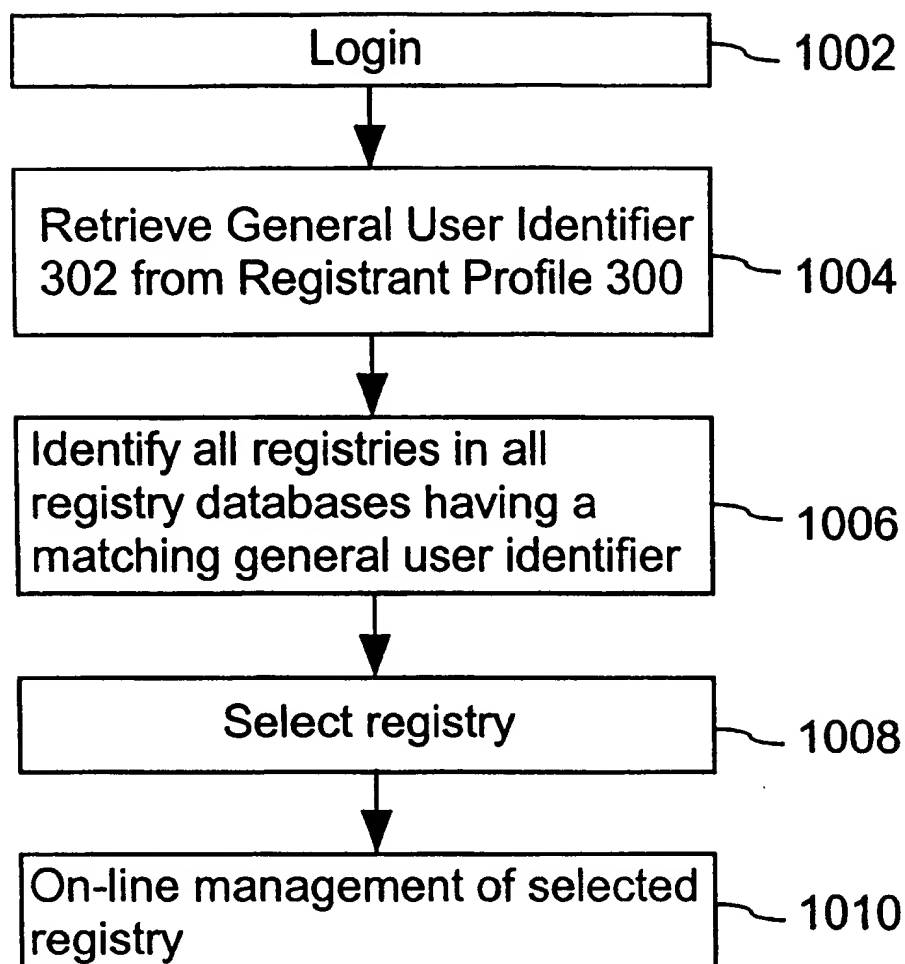 Login
1002
Retrieve General User Identifier
302 from Registrant Profile 300
1004
Identify all registries in all
registry databases having a
matching general user identifier
1006
Select registry
1008
On-line management of selected
registry
1010